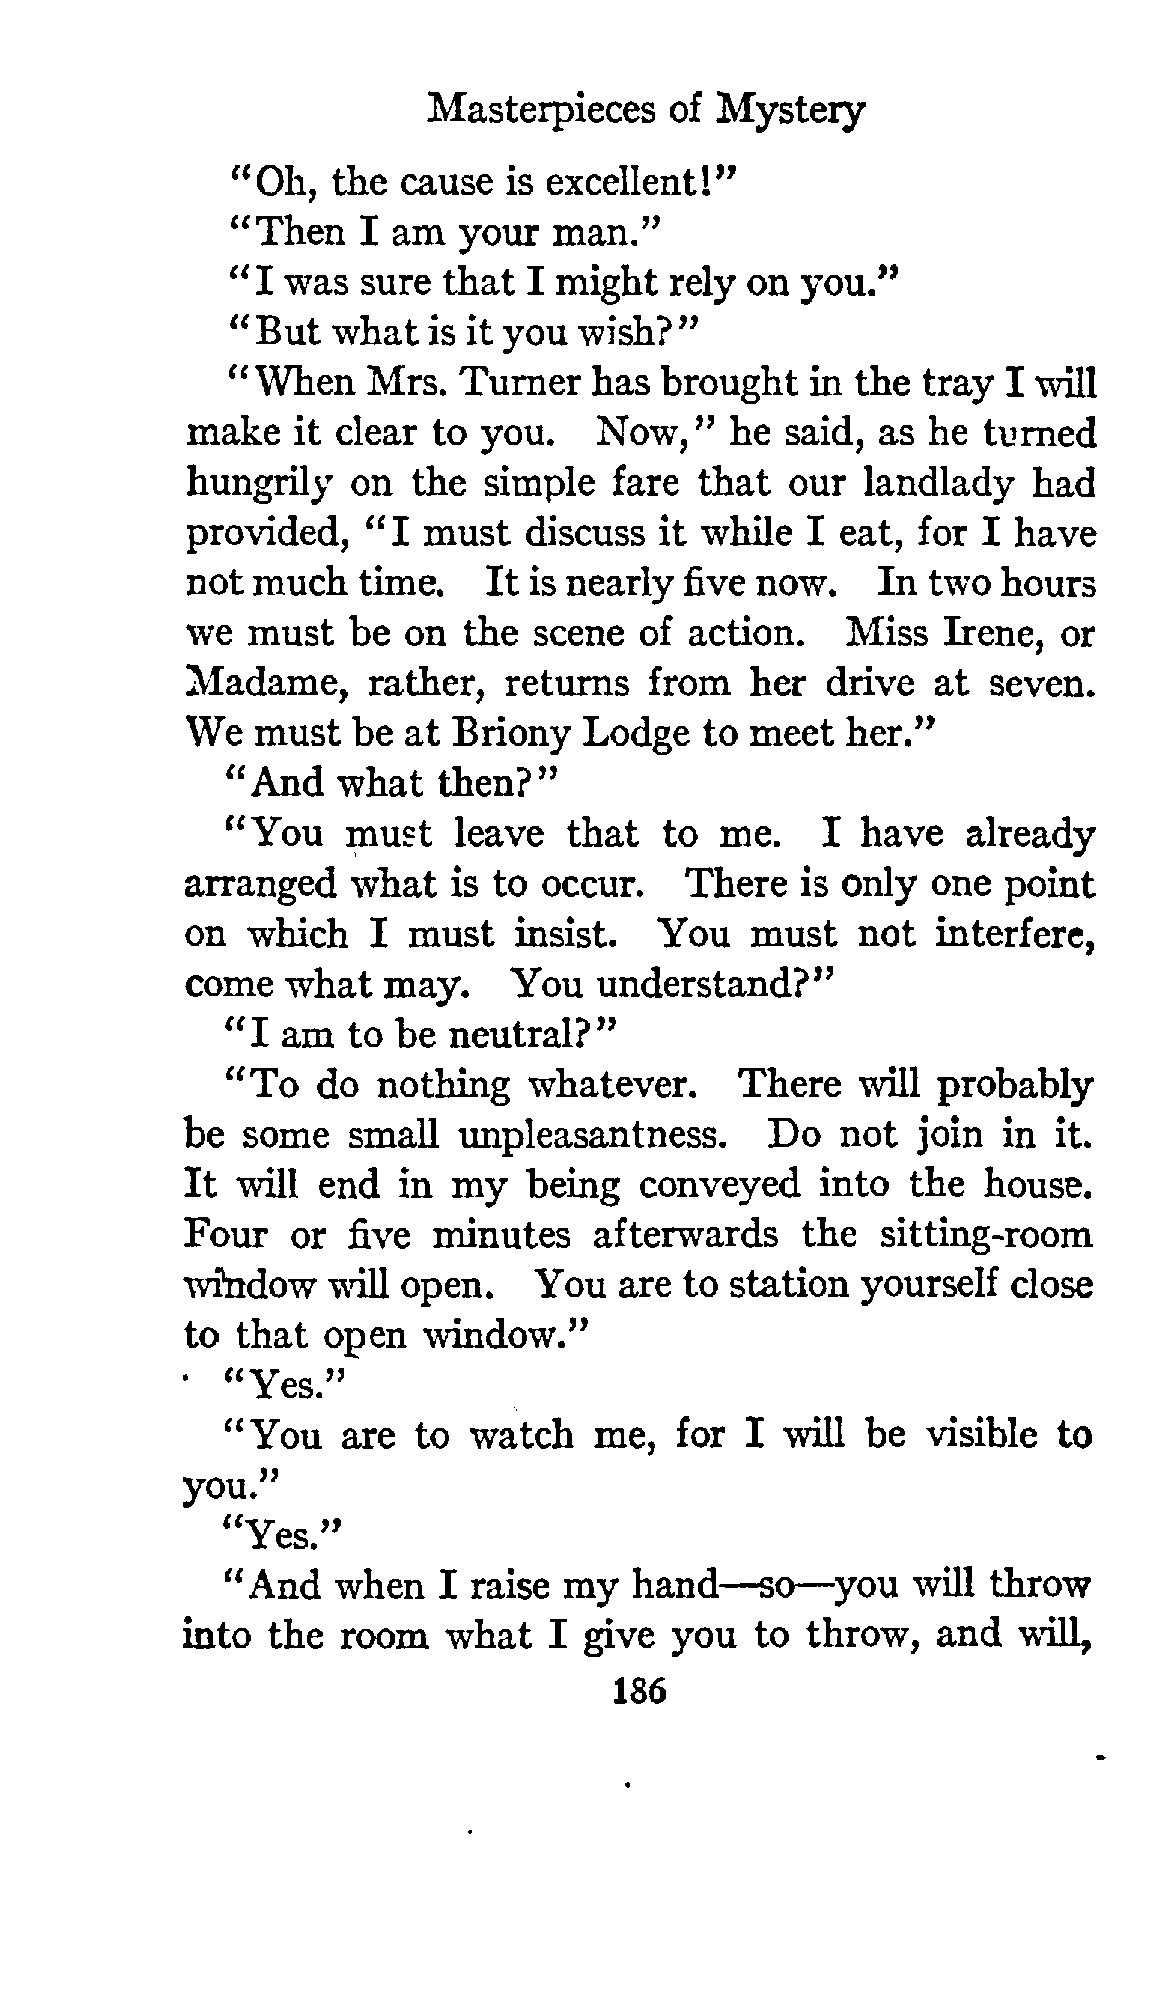 Masterpieces of Mystery
"Oh, the cause is excellent!"
"Then I am your man."
"I was sure that I might rely on you."
"But what is it you wish?"
"When Mrs. Turner has brought in the tray I will
make it clear to you. Now," he said, as he turned
hungrily on the simple fare that our landlady had
provided, "I must discuss it while I eat, for I have
not much time. It is nearly five now. In two hours
we must be on the scene of action. Miss Irene, or
Madame, rather, returns from her drive at seven.
We must be at Briony Lodge to meet her."
"And what then?"
"You must leave that to me. I have already
arranged what is to occur. There is only one point
on which I must insist. You must not interfere,
come what may. You understand?"
"I am to be neutral?"
"To do nothing whatever. There will probably
be some small unpleasantness. Do not join in it.
It will end in my being conveyed into the house.
Four or five minutes afterwards the sitting-room
window will open. You are to station yourself close
to that open window."
"Yes."
"You are to watch me, for I will be visible to
you."
"Yes."
"And when I raise my hand—so—you will throw
into the room what I give you to throw, and will,
186